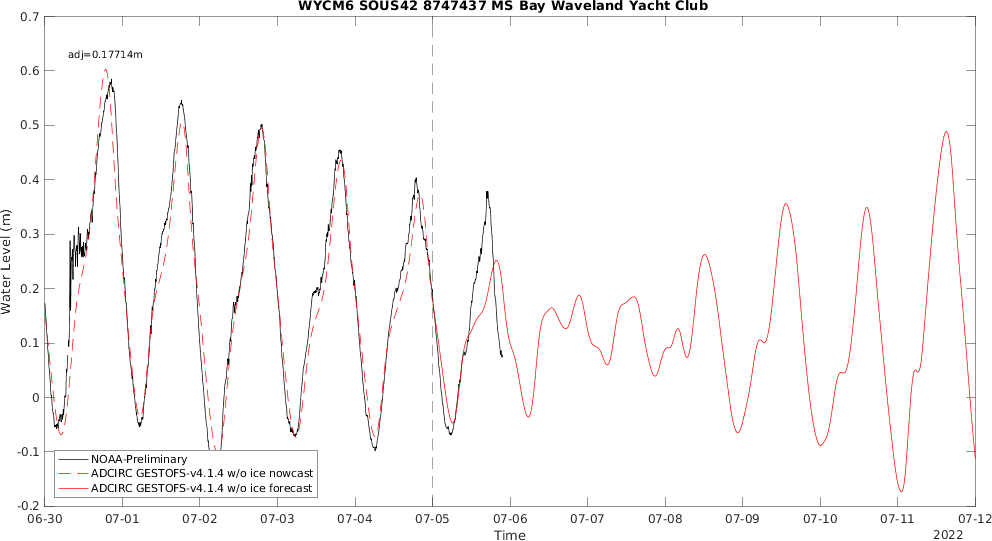 WYCM6 SOUS42 8747437 MS Bay Waveland Yacht Club
adj=0.17714m
0.7
0.6
0.5
0.4
0.3
0.2
0.1
0
-0.1
-0.2
Water Level (m)
NOAA-Preliminary
ADCIRC GESTOFS-v4.1.4 w/o ice nowcast
ADCIRC GESTOFS-v4.1.4 w/o ice forecast
06-30 07-01 07-02 07-03 07-04 07-05 07-06 07-07 07-08 07-09 07-10 07-11 07-12
Time
2022